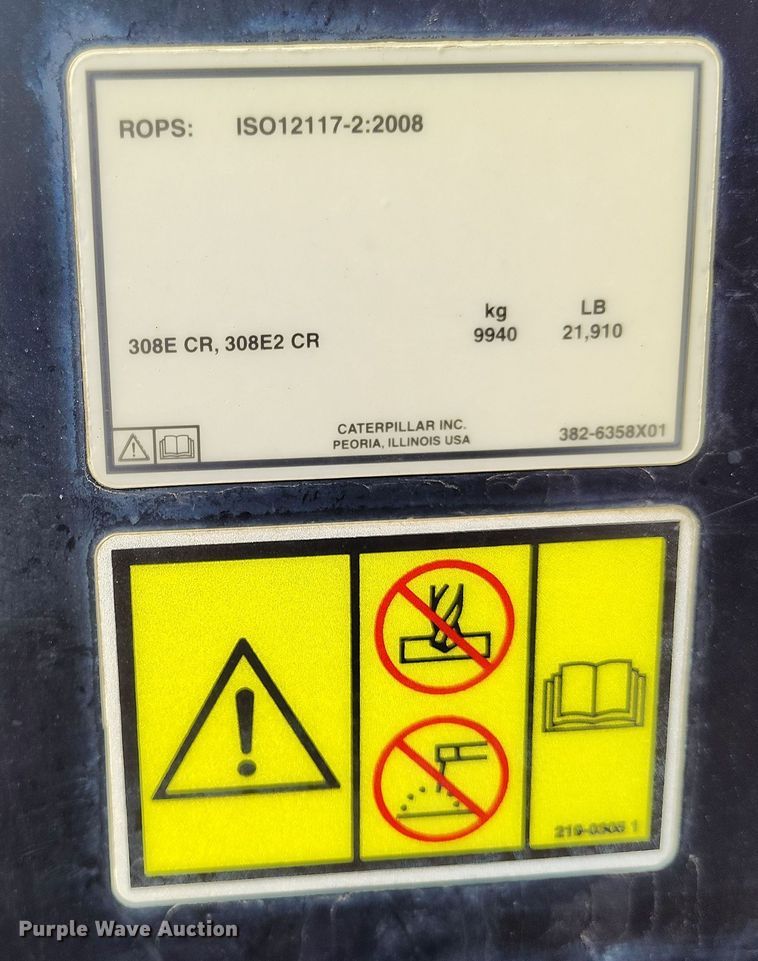 ROPS: ISO12117-2:2008
kg LB
308E CR, 308E2 CR 9940 21,910
CATERPILLAR INC.
PEORIA, ILLINOIS USA
382-6358X01
Purple Wave Auction